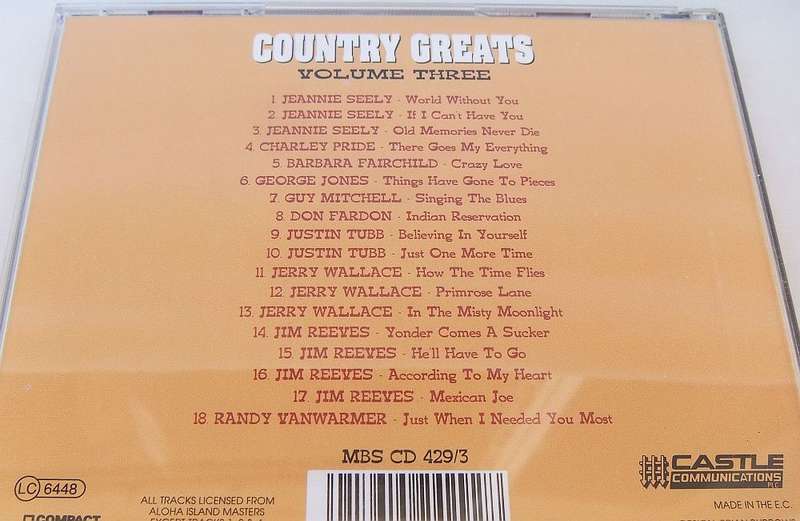 COUNTRY GREATS
VOLUME THREE
1. JEANNIE SEELY - World Without You
2. JEANNIE SEELY - If I Can't Have You
3. JEANNIE SEELY - Old Memories Never Die
4. CHARLEY PRIDE - There Goes My Everything
5. BARBARA FAIRCHILD - Crazy Love
6. GEORGE JONES - Things Have Gone To Pieces
7. GUY MITCHELL - Singing The Blues
8. DON FARDON - Indian Reservation
9. JUSTIN TUBB - Believing In Yourself
10. JUSTIN TUBB - Just One More Time
11. JERRY WALLACE - How The Time Flies
12. JERRY WALLACE - Primrose Lane
13. JERRY WALLACE - In The Misty Moonlight
14. JIM REEVES - Yonder Comes A Sucker
15. JIM REEVES - He'll Have To Go
16. JIM REEVES - According To My Heart
17. JIM REEVES - Mexican Joe
18. RANDY VANWARMER - Just When I Needed You Most
MBS CD 429/3
LC 6448
CASTLE
COMMUNICATIONS
PLC
ALL TRACKS LICENSED FROM
ALOHA ISLAND MASTERS
MADE IN THE E.C.
COMPACT